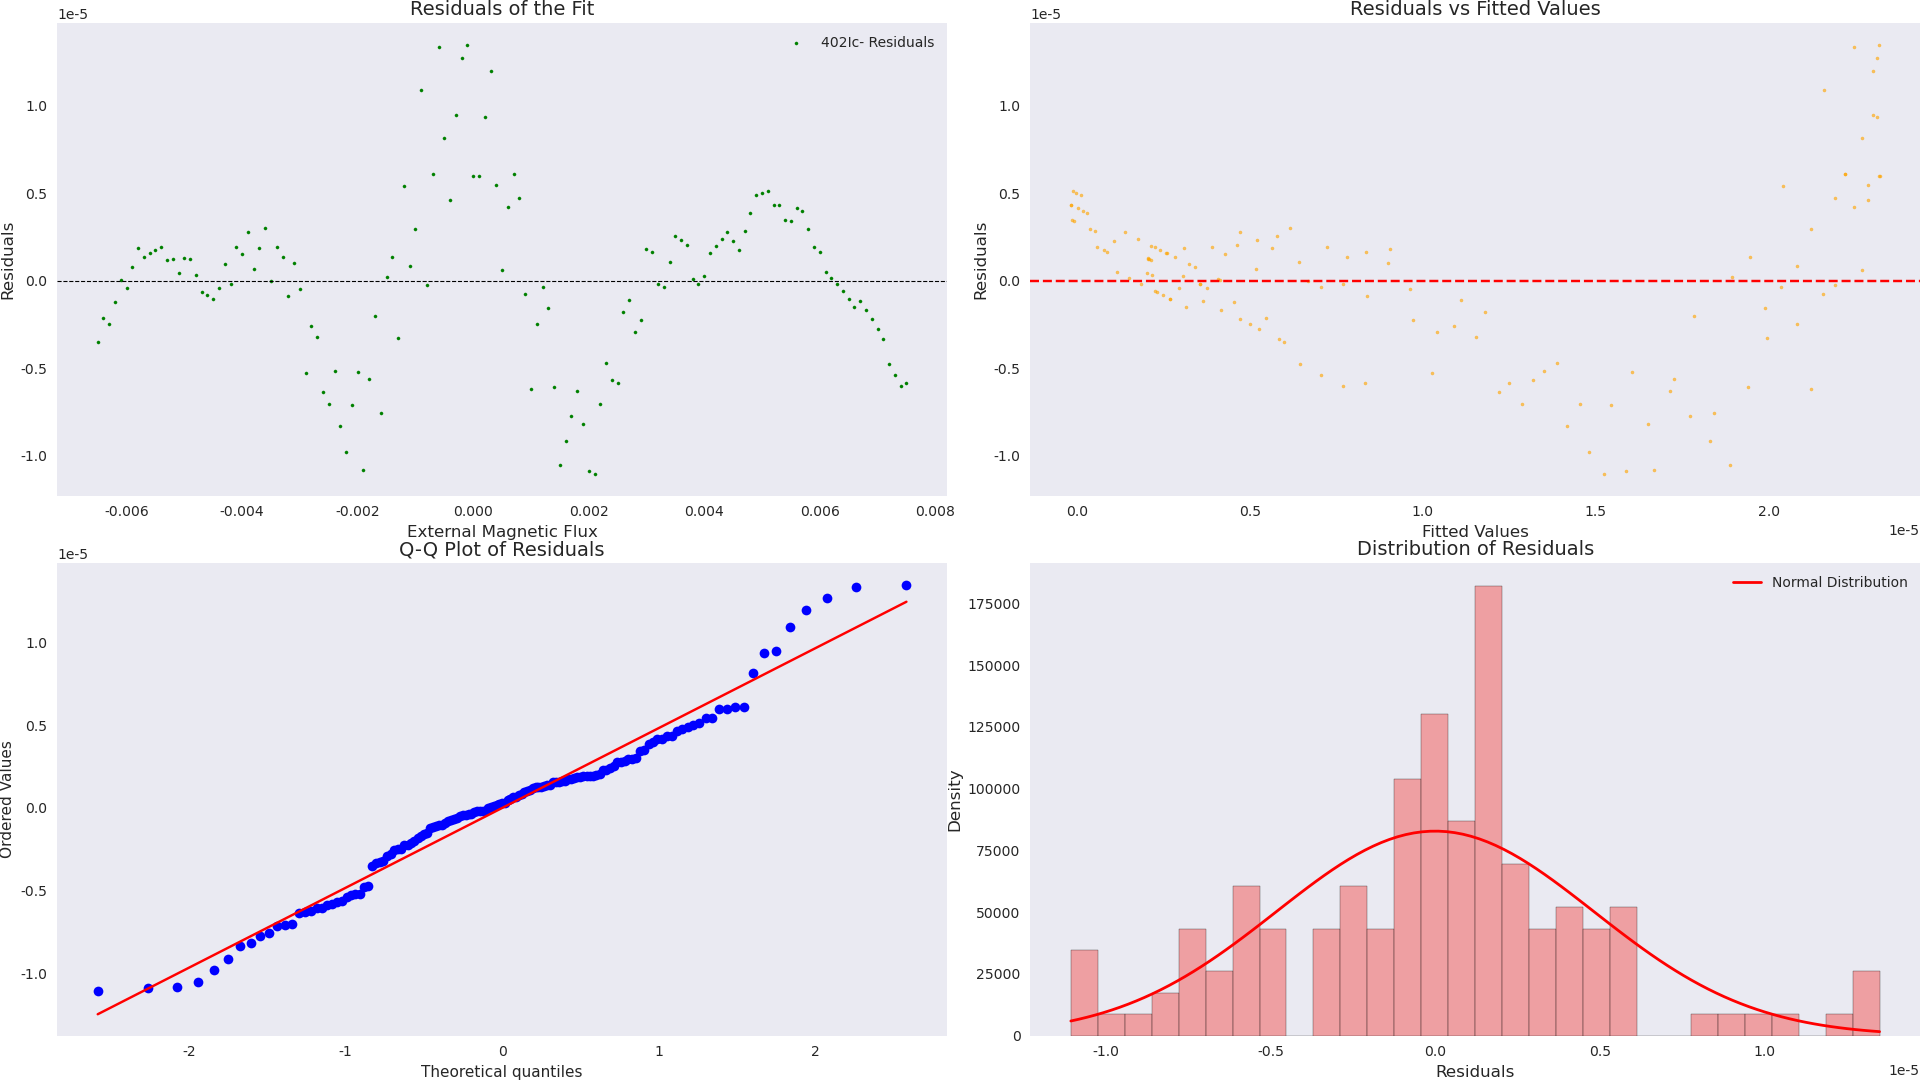 Residuals of the Fit
1e-5
402Ic- Residuals
Residuals
1.0
0.5
0.0
-0.5
-1.0
-0.006 -0.004 -0.002 0.000 0.002 0.004 0.006 0.008
External Magnetic Flux
Residuals vs Fitted Values
1e-5
Residuals
1.0
0.5
0.0
-0.5
-1.0
0.0 0.5 1.0 1.5 2.0
1e-5
Fitted Values
Q-Q Plot of Residuals
1e-5
Ordered Values
1.0
0.5
0.0
-0.5
-1.0
-2 -1 0 1 2
Theoretical quantiles
Distribution of Residuals
Normal Distribution
Density
175000
150000
125000
100000
75000
50000
25000
0
-1.0 -0.5 0.0 0.5 1.0
1e-5
Residuals